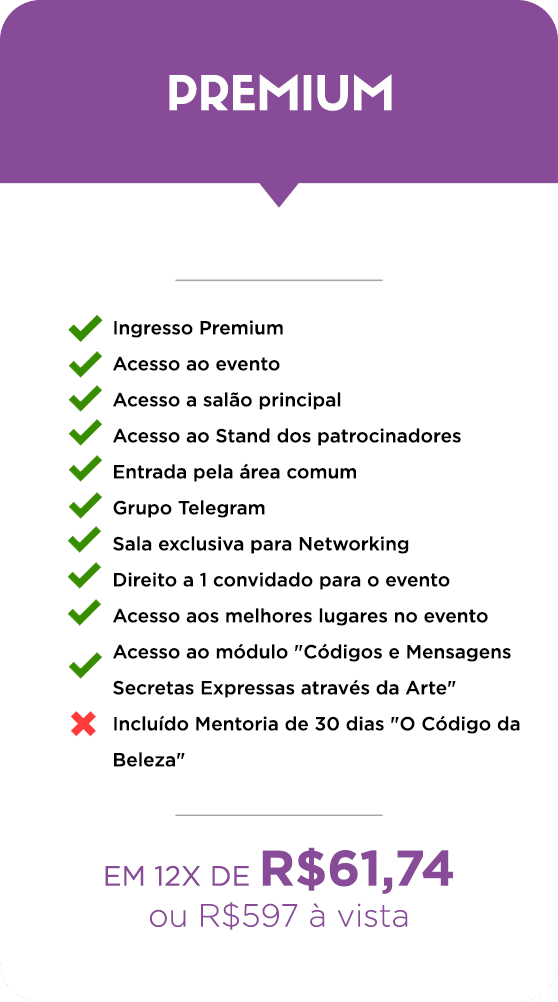 PREMIUM
Ingresso Premium
Acesso ao evento
Acesso a salão principal
Acesso ao Stand dos patrocinadores
Entrada pela área comum
Grupo Telegram
Sala exclusiva para Networking
Direito a 1 convidado para o evento
Acesso aos melhores lugares no evento
Acesso ao módulo "Códigos e Mensagens
Secretas Expressas através da Arte"
Incluído Mentoria de 30 dias "O Código da
Beleza"
EM 12X DE R$61,74
ou R$597 à vista